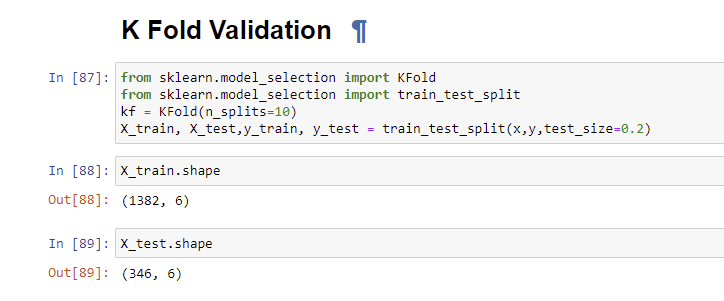 K Fold Validation ¶
In [87]: from sklearn.model_selection import KFold
from sklearn.model_selection import train_test_split
kf = KFold(n_splits=10)
X_train, X_test,y_train, y_test = train_test_split(x,y,test_size=0.2)
In [88]: X_train.shape
Out[88]: (1382, 6)
In [89]: X_test.shape
Out[89]: (346, 6)